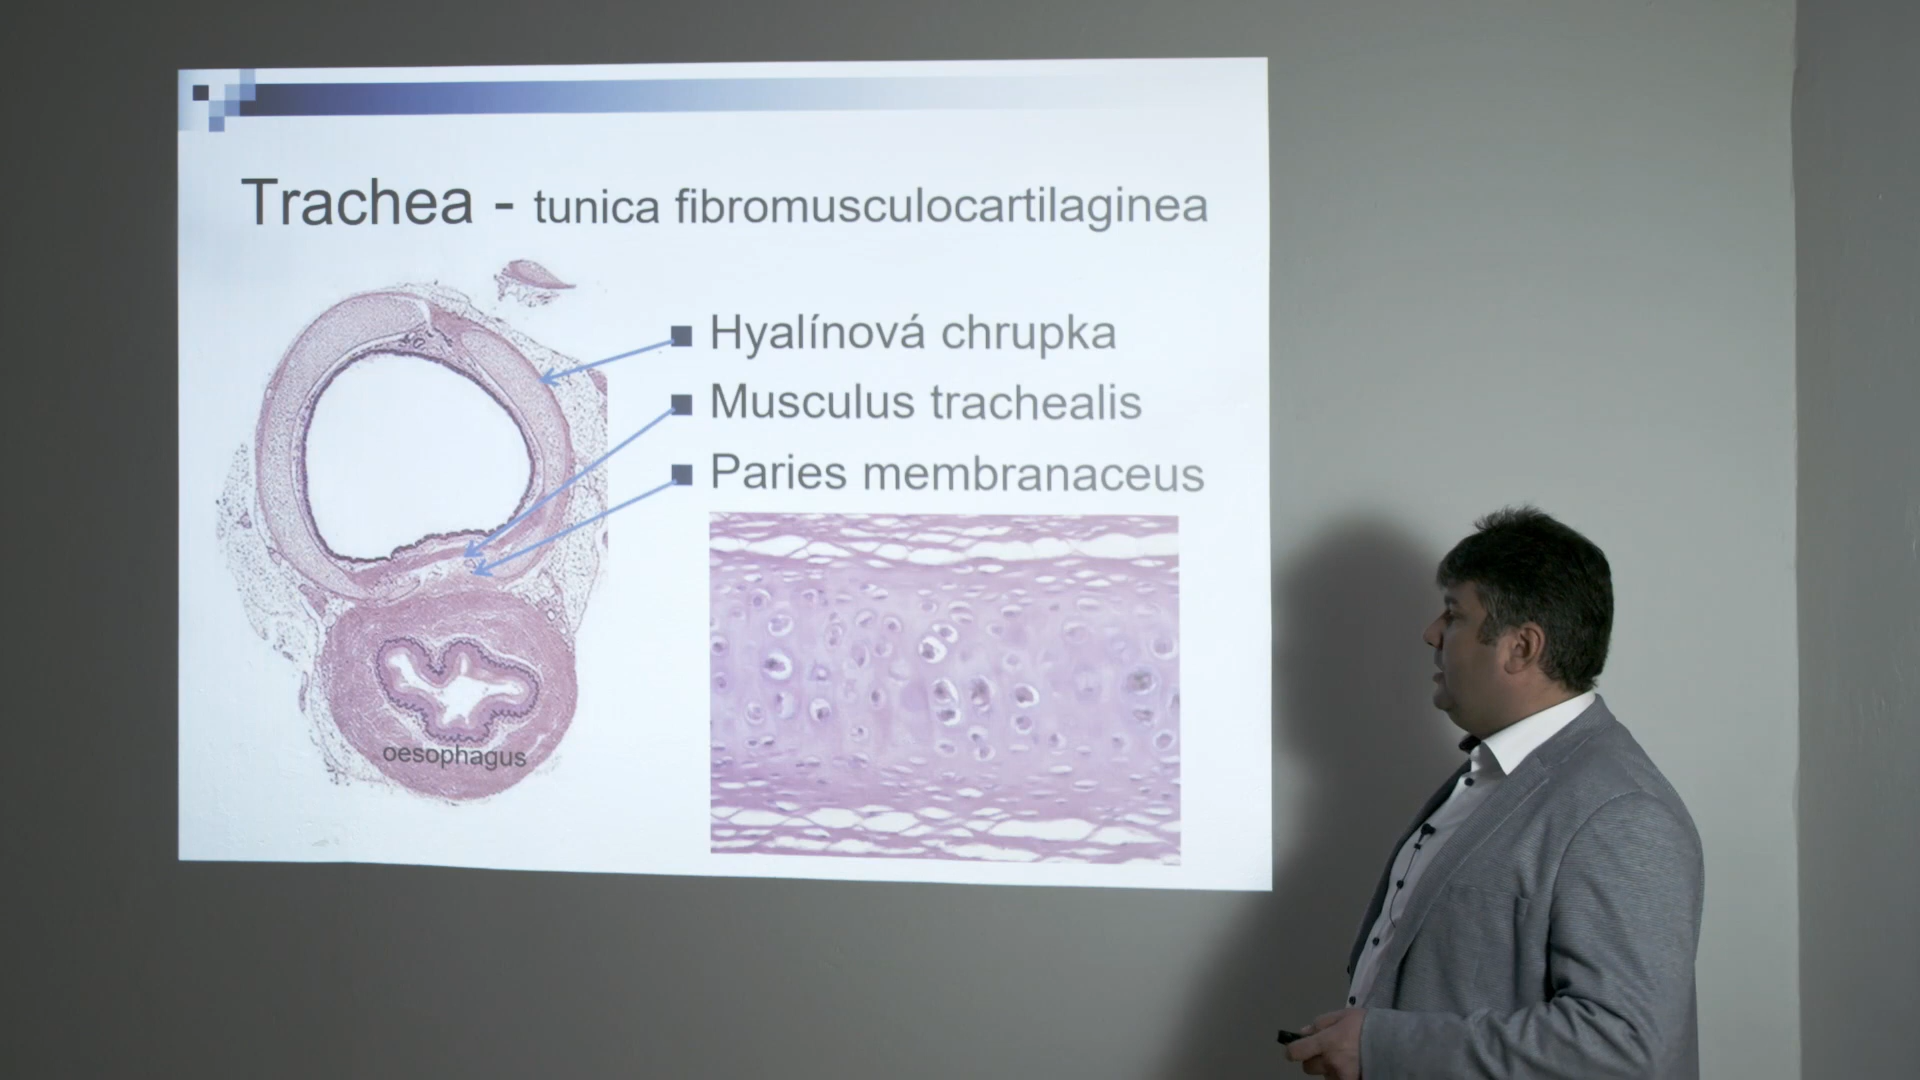 Trachea - tunica fibromusculocartilaginea
Hyalínová chrupka
Musculus trachealis
Paries membranaceus
oesophagus